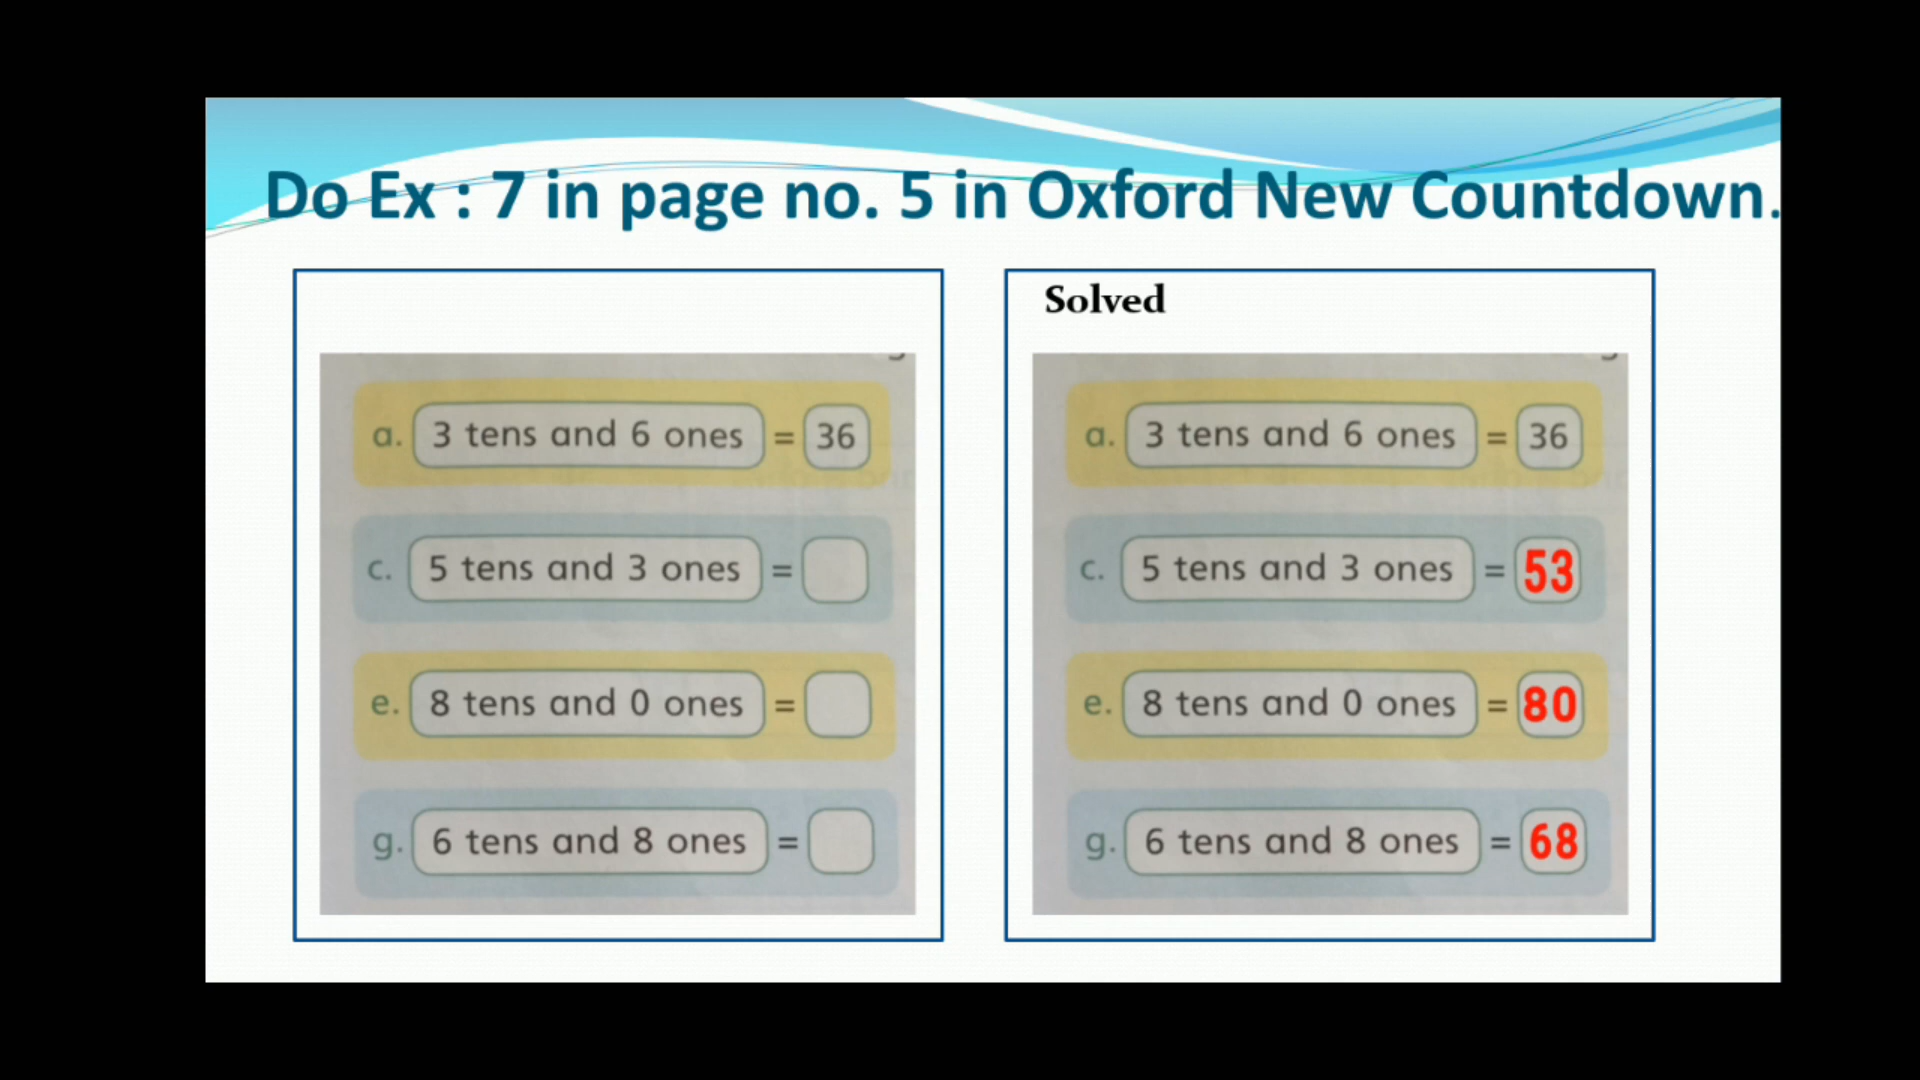 Do Ex : 7 in page no. 5 in Oxford New Countdown.
a. 3 tens and 6 ones = 36
c. 5 tens and 3 ones =
e. 8 tens and 0 ones =
g. 6 tens and 8 ones =
Solved
a. 3 tens and 6 ones = 36
c. 5 tens and 3 ones = 53
e. 8 tens and 0 ones = 80
g. 6 tens and 8 ones = 68